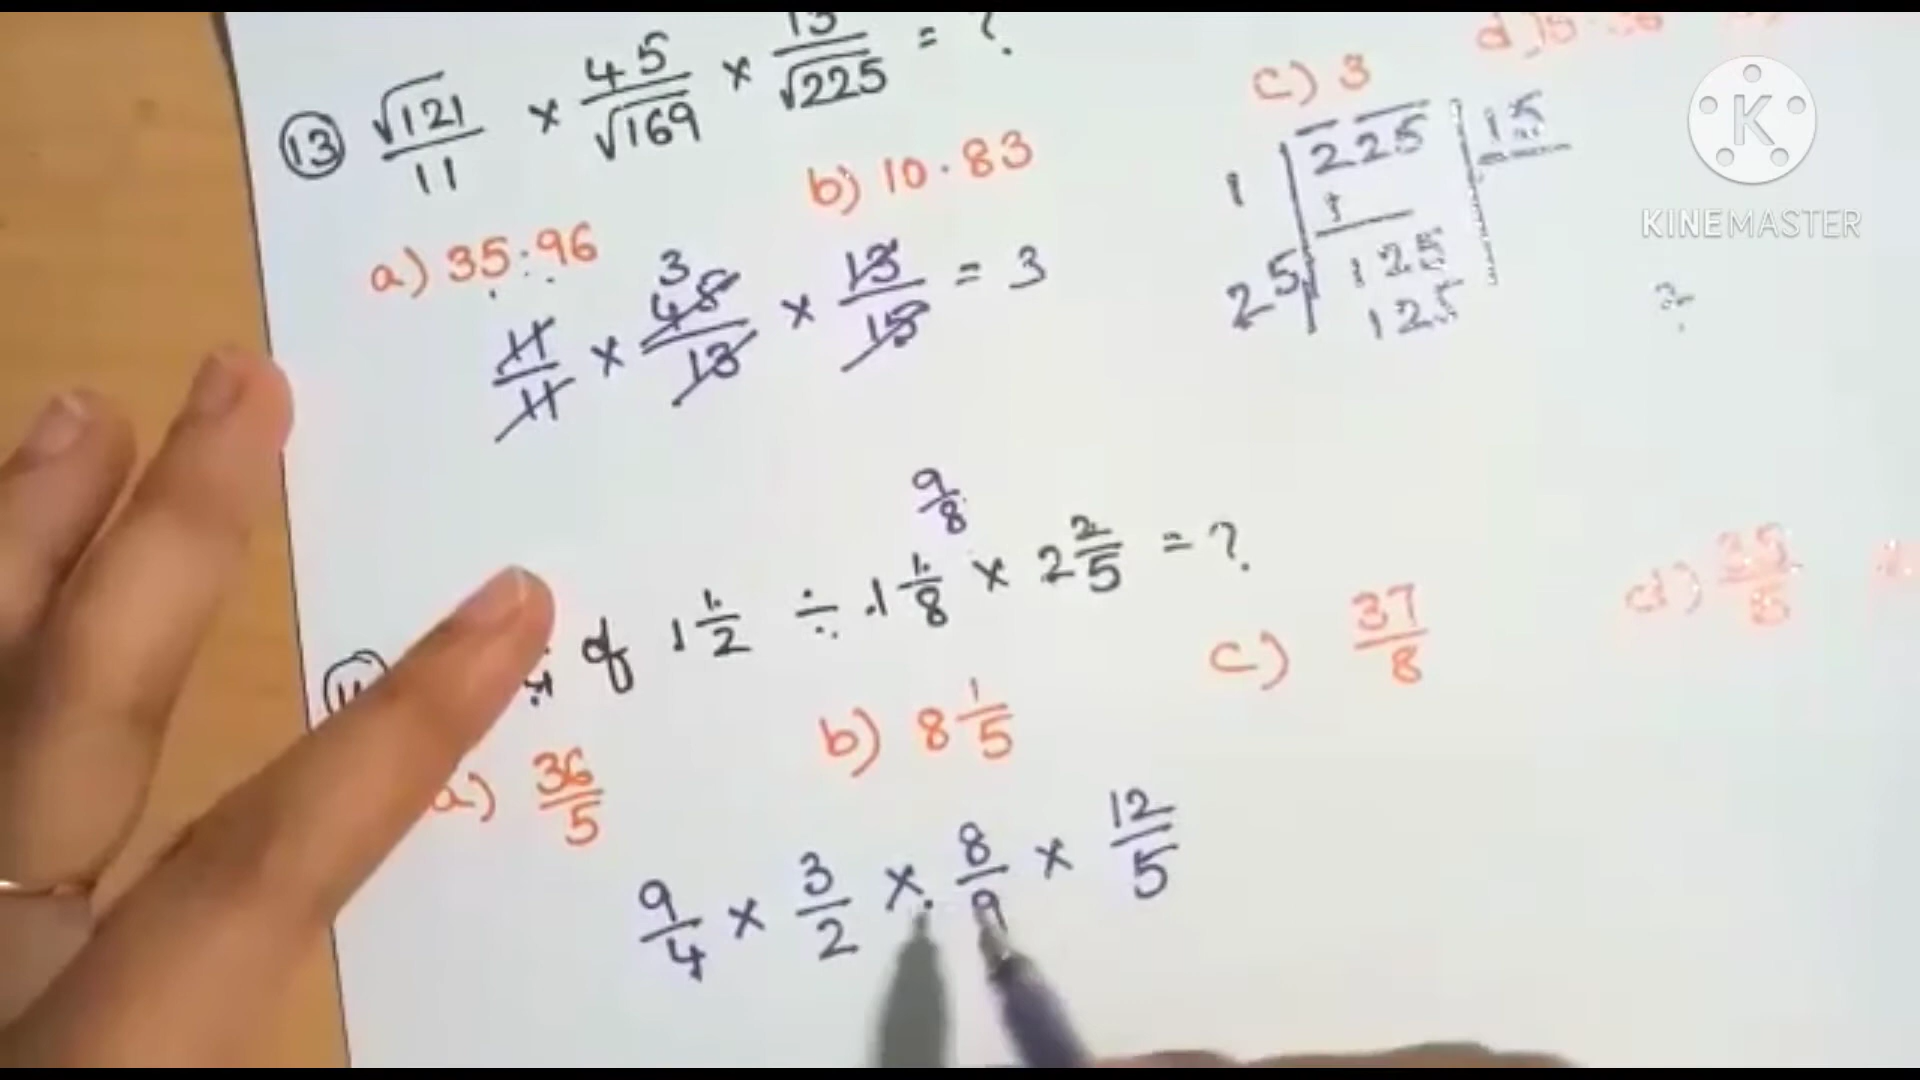 (13) √121/11 × 45/√169 × 13/√225 = ?
a) 35.96 b) 10.83 c) 3
11/11 × 45/13 × 13/15 = 3
3
225 15
1
1
125
25 125
9/8
of 1 1/2 ÷ 1 1/8 × 2 2/5 = ?
a) 36/5 b) 8 1/5 c) 37/8 d)
9/4 × 3/2 × 8/9 × 12/5
K
KINEMASTER